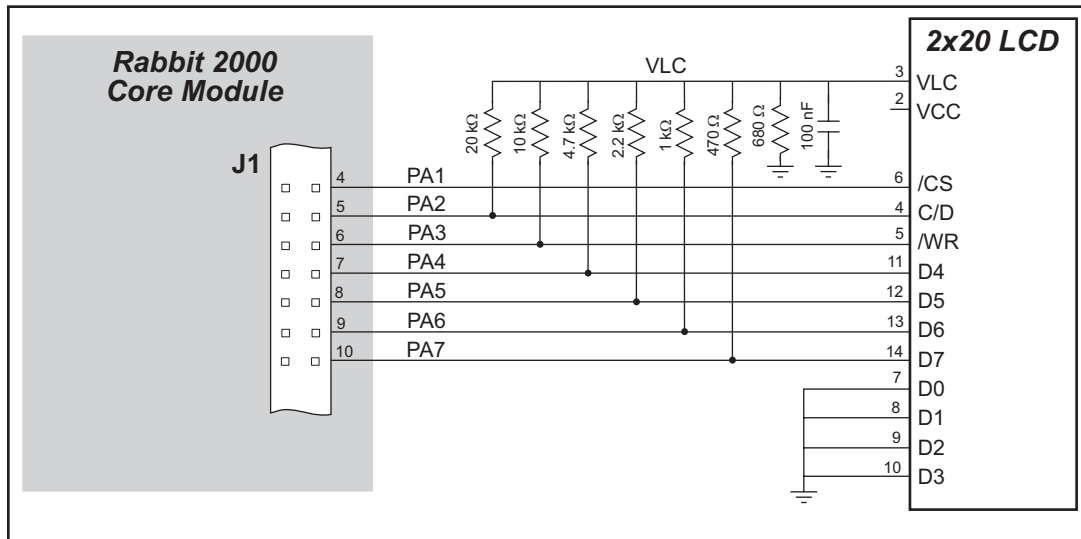 Rabbit 2000
Core Module
2x20 LCD
VLC
3
VLC
2
VCC
20 kΩ
10 kΩ
4.7 kΩ
2.2 kΩ
1 kΩ
470 Ω
680 Ω
100 nF
J1
4
PA1
6
/CS
5
PA2
4
C/D
6
PA3
5
/WR
7
PA4
11
D4
8
PA5
12
D5
9
PA6
13
D6
10
PA7
14
D7
7
D0
8
D1
9
D2
10
D3